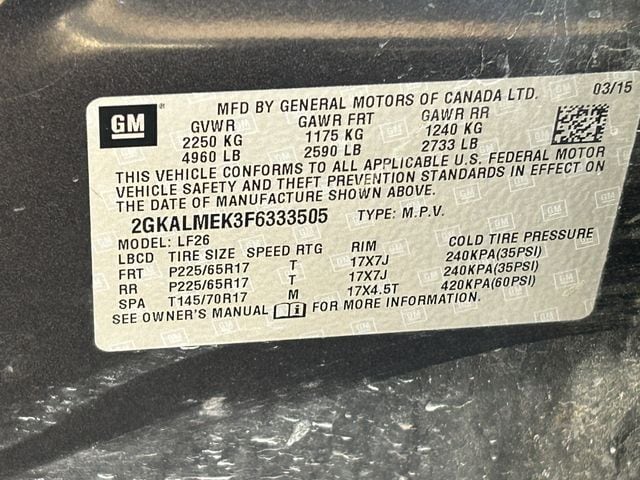 GM
MFD BY GENERAL MOTORS OF CANADA LTD. 03/15
GVWR GAWR FRT GAWR RR
2250 KG 1175 KG 1240 KG
4960 LB 2590 LB 2733 LB
THIS VEHICLE CONFORMS TO ALL APPLICABLE U.S. FEDERAL MOTOR
VEHICLE SAFETY AND THEFT PREVENTION STANDARDS IN EFFECT ON
THE DATE OF MANUFACTURE SHOWN ABOVE.
2GKALMEK3F6333505 TYPE: M.P.V.
MODEL: LF26
LBCD TIRE SIZE SPEED RTG RIM COLD TIRE PRESSURE
FRT P225/65R17 T 17X7J 240KPA(35PSI)
RR P225/65R17 T 17X7J 240KPA(35PSI)
SPA T145/70R17 M 17X4.5T 420KPA(60PSI)
SEE OWNER'S MANUAL FOR MORE INFORMATION.